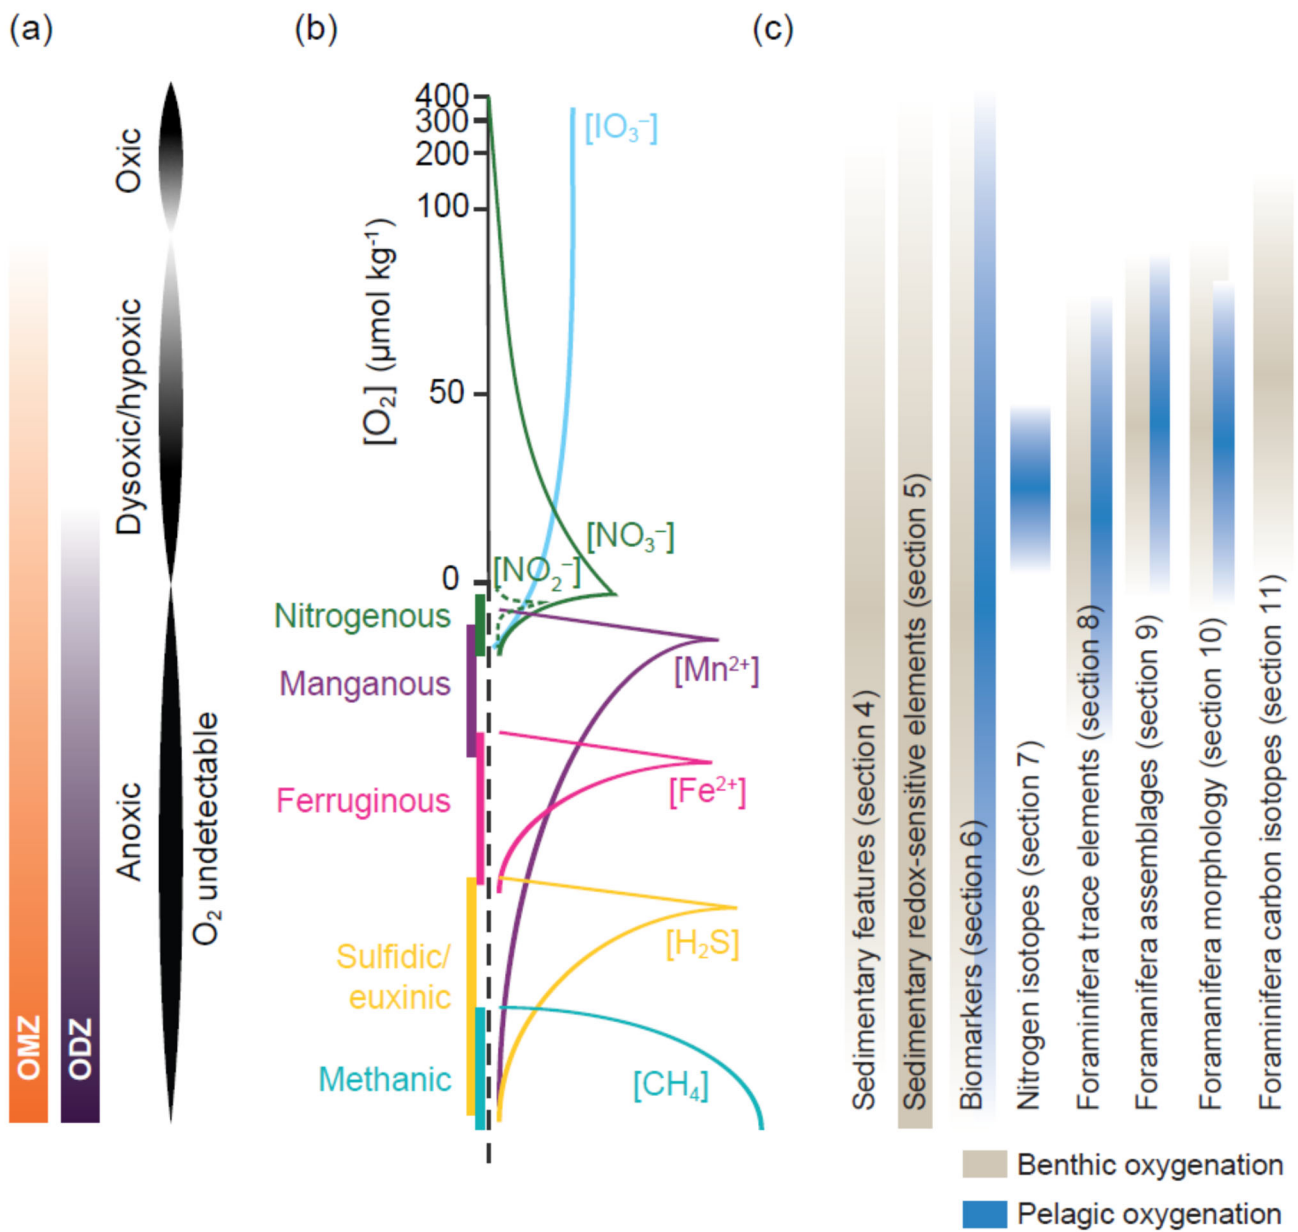 (a)
(b)
(c)
Oxic
Dysoxic/hypoxic
Anoxic
O₂ undetectable
OMZ
ODZ
[O₂] (μmol kg⁻¹)
400
300
200
100
50
0
[IO₃⁻]
[NO₃⁻]
[NO₂⁻]
Nitrogenous
Manganous
[Mn²⁺]
Ferruginous
[Fe²⁺]
Sulfidic/
euxinic
[H₂S]
Methanic
[CH₄]
Sedimentary features (section 4)
Sedimentary redox-sensitive elements (section 5)
Biomarkers (section 6)
Nitrogen isotopes (section 7)
Foraminifera trace elements (section 8)
Foramanifera assemblages (section 9)
Foramanifera morphology (section 10)
Foraminifera carbon isotopes (section 11)
Benthic oxygenation
Pelagic oxygenation